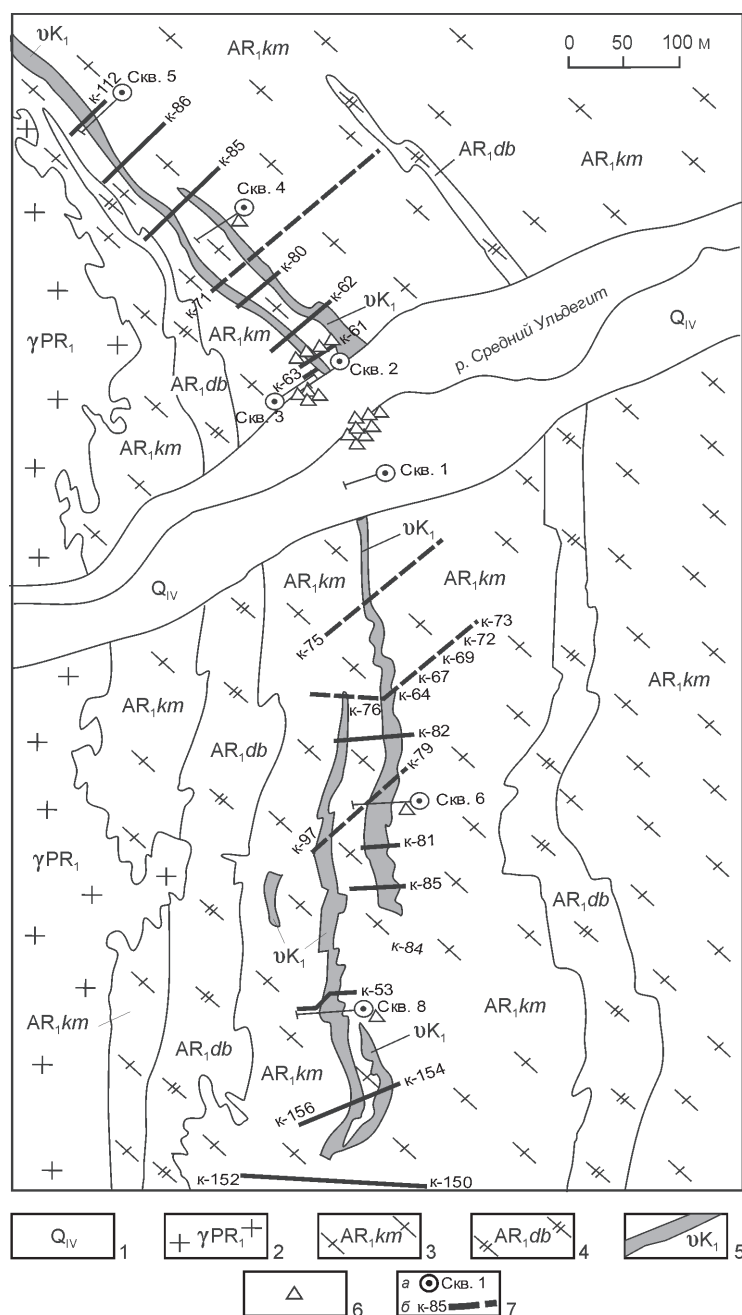 υK₁
AR₁km
0 50 100 м
Скв. 5
к-112
к-86
к-85
AR₁db
AR₁km
Скв. 4
к-80
к-62
к-71
υK₁
AR₁km
к-61
р. Средний Ульдегит
Q_IV
γPR₁
AR₁db
к-63
Скв. 2
Скв. 3
AR₁km
Скв. 1
υK₁
Q_IV
AR₁km
AR₁km
к-75
к-73
к-72
к-69
к-67
к-64
AR₁km
AR₁km
к-76
к-82
AR₁db
к-79
Скв. 6
к-97
к-81
γPR₁
к-85
AR₁db
υK₁
к-84
к-53
AR₁km
Скв. 8
AR₁km
υK₁
AR₁db
AR₁km
к-154
к-156
к-152
к-150
Q_IV 1
γPR₁ 2
AR₁km 3
AR₁db 4
υK₁ 5
6
а Скв. 1
б к-85 7